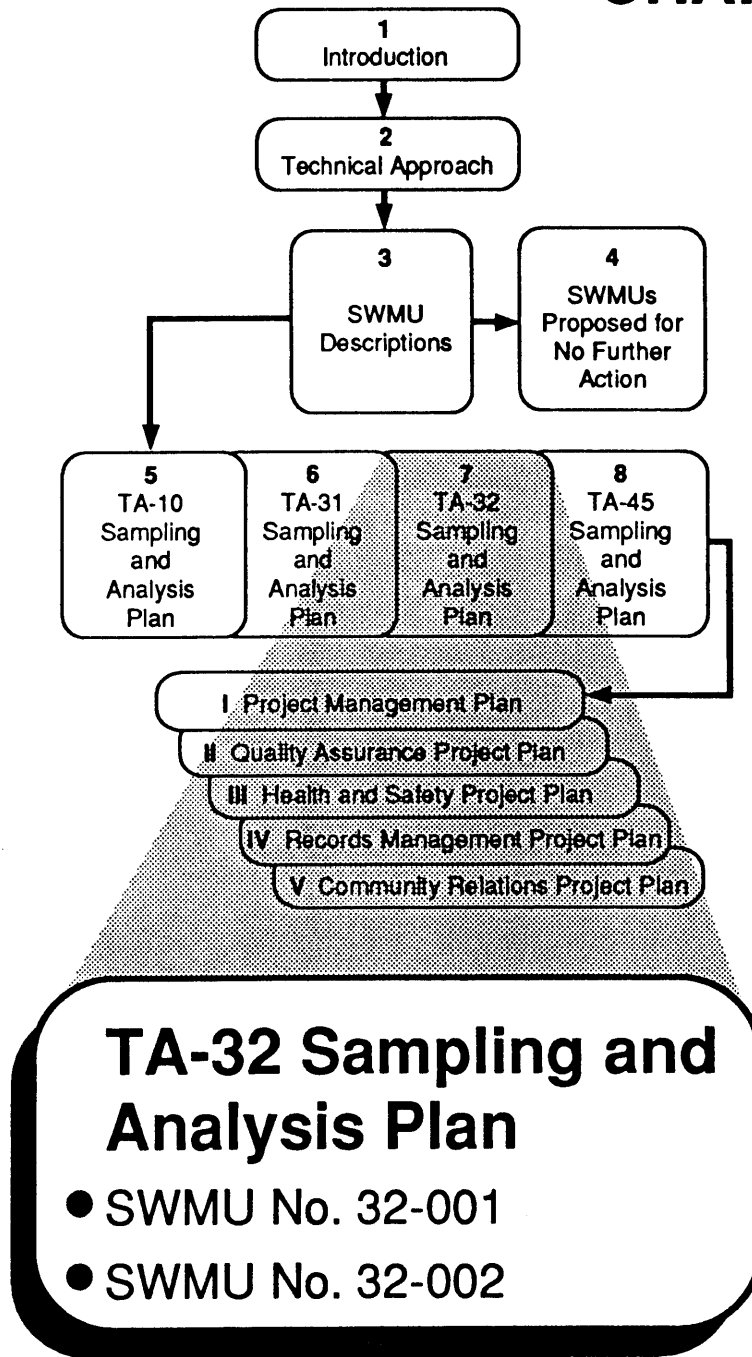 1
Introduction
2
Technical Approach
3
SWMU
Descriptions
4
SWMUs
Proposed for
No Further
Action
5
TA-10
Sampling
and
Analysis
Plan
6
TA-31
Sampling
and
Analysis
Plan
7
TA-32
Sampling
and
Analysis
Plan
8
TA-45
Sampling
and
Analysis
Plan
I Project Management Plan
II Quality Assurance Project Plan
III Health and Safety Project Plan
IV Records Management Project Plan
V Community Relations Project Plan
TA-32 Sampling and
Analysis Plan
● SWMU No. 32-001
● SWMU No. 32-002